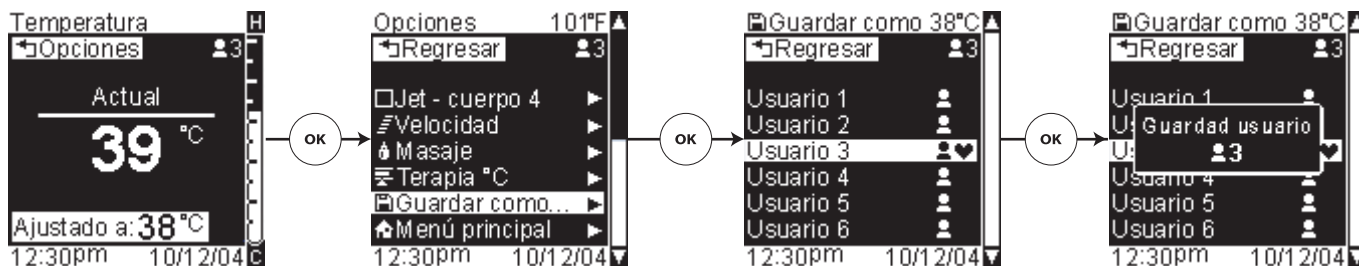 Temperatura H
Opciones 3
Actual
39 °C
Ajustado a: 38°C
12:30pm 10/12/04 C
OK
Opciones 101°F
Regresar 3
Jet - cuerpo 4
Velocidad
Masaje
Terapia °C
Guardar como...
Menú principal
12:30pm 10/12/04
OK
Guardar como 38°C
Regresar 3
Usuario 1
Usuario 2
Usuario 3
Usuario 4
Usuario 5
Usuario 6
12:30pm 10/12/04
OK
Guardar como 38°C
Regresar 3
Usuario 1
Guardad usuario
3
Usuario 4
Usuario 5
Usuario 6
12:30pm 10/12/04